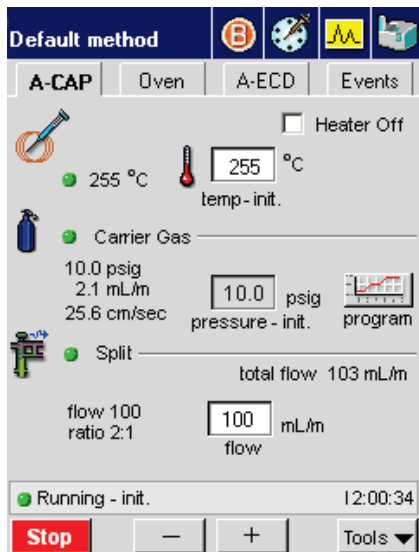 Default method
B
A-CAP Oven A-ECD Events
Heater Off
255 °C 255 °C
temp-init.
Carrier Gas
10.0 psig
2.1 mL/m 10.0 psig
25.6 cm/sec pressure - init. program
Split
total flow 103 mL/m
flow 100 100 mL/m
ratio 2:1 flow
Running - init. 12:00:34
Stop — + Tools